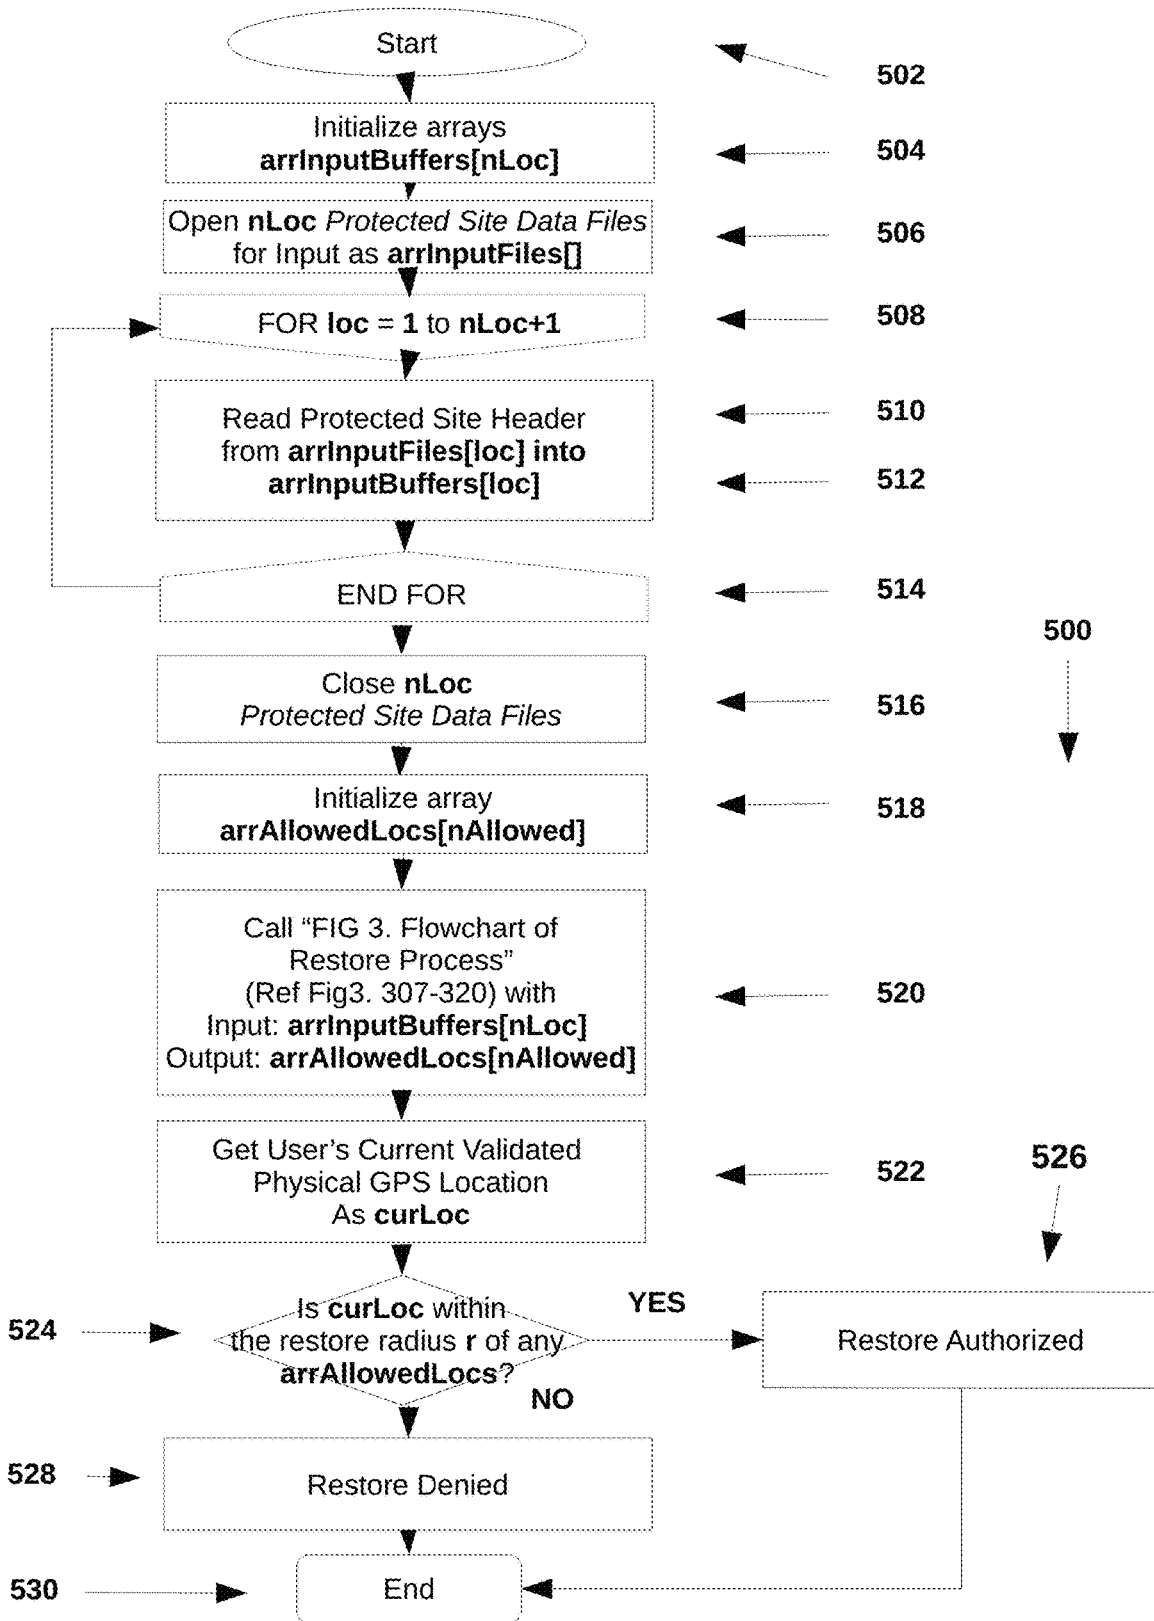 Start
502
Initialize arrays
arrInputBuffers[nLoc]
504
Open nLoc Protected Site Data Files
for Input as arrInputFiles[]
506
FOR loc = 1 to nLoc+1
508
Read Protected Site Header
from arrInputFiles[loc] into
arrInputBuffers[loc]
510
512
END FOR
514
500
Close nLoc
Protected Site Data Files
516
Initialize array
arrAllowedLocs[nAllowed]
518
Call “FIG 3. Flowchart of
Restore Process”
(Ref Fig3. 307-320) with
Input: arrInputBuffers[nLoc]
Output: arrAllowedLocs[nAllowed]
520
Get User’s Current Validated
Physical GPS Location
As curLoc
522
526
524
Is curLoc within
the restore radius r of any
arrAllowedLocs?
YES
NO
Restore Authorized
528
Restore Denied
530
End